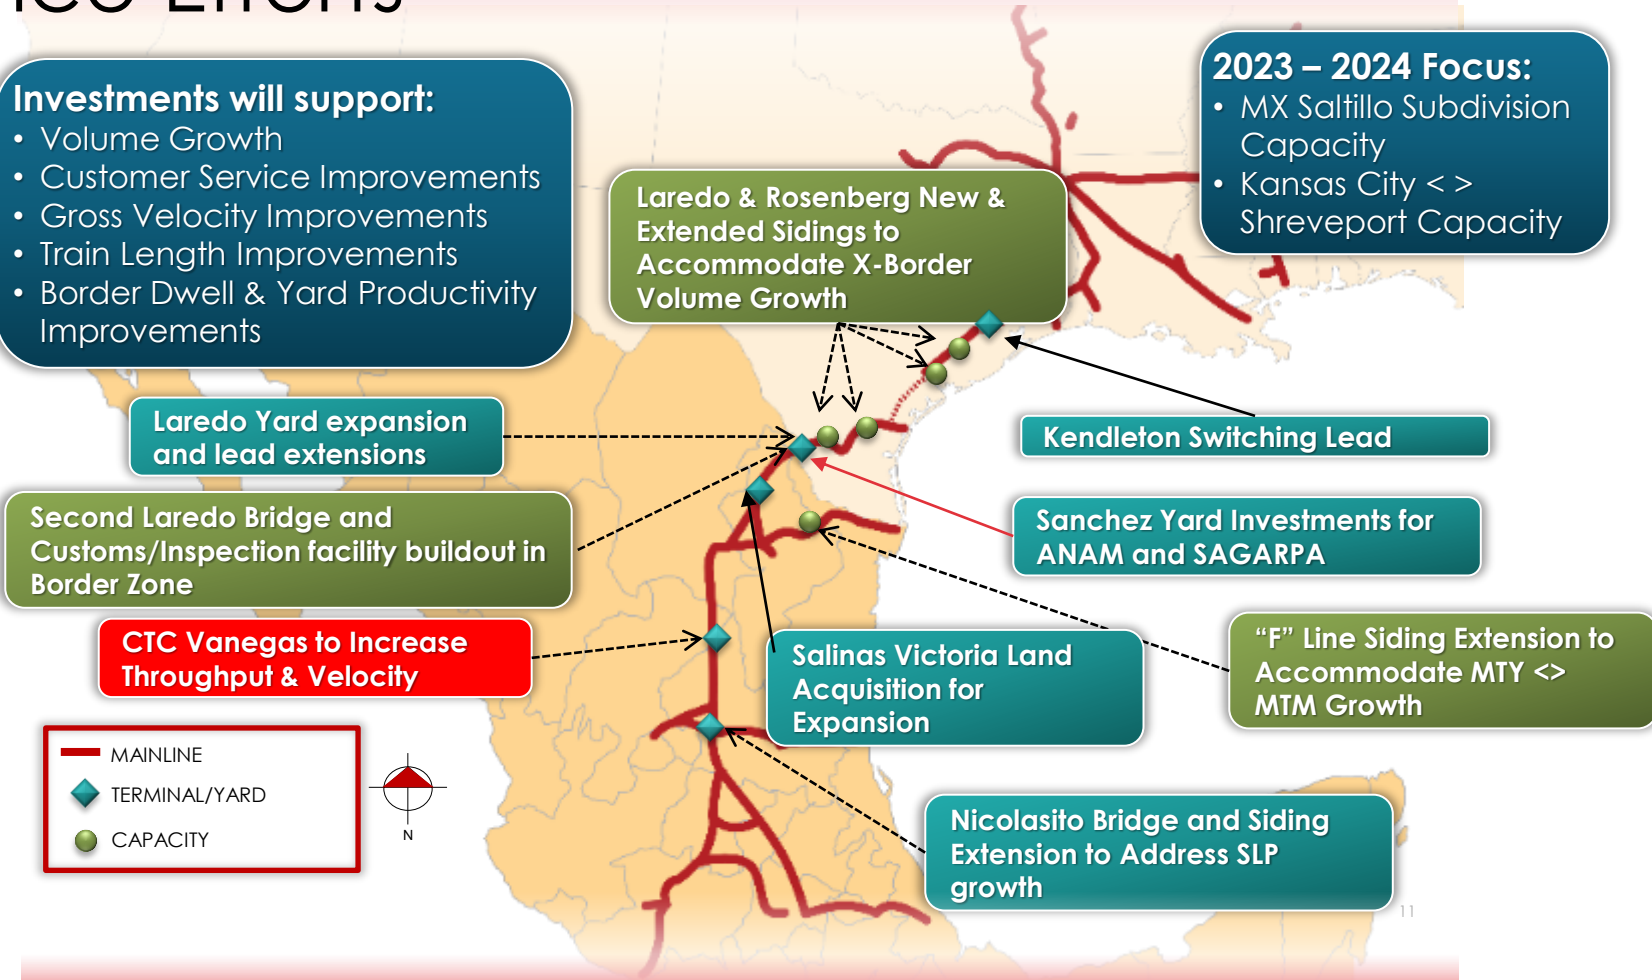 Investments will support:
• Volume Growth
• Customer Service Improvements
• Gross Velocity Improvements
• Train Length Improvements
• Border Dwell & Yard Productivity
Improvements
2023 – 2024 Focus:
• MX Saltillo Subdivision
Capacity
• Kansas City < >
Shreveport Capacity
Laredo & Rosenberg New &
Extended Sidings to
Accommodate X-Border
Volume Growth
Laredo Yard expansion
and lead extensions
Kendleton Switching Lead
Second Laredo Bridge and
Customs/Inspection facility buildout in
Border Zone
Sanchez Yard Investments for
ANAM and SAGARPA
CTC Vanegas to Increase
Throughput & Velocity
Salinas Victoria Land
Acquisition for
Expansion
“F” Line Siding Extension to
Accommodate MTY <>
MTM Growth
MAINLINE
TERMINAL/YARD
CAPACITY
N
Nicolasito Bridge and Siding
Extension to Address SLP
growth
11